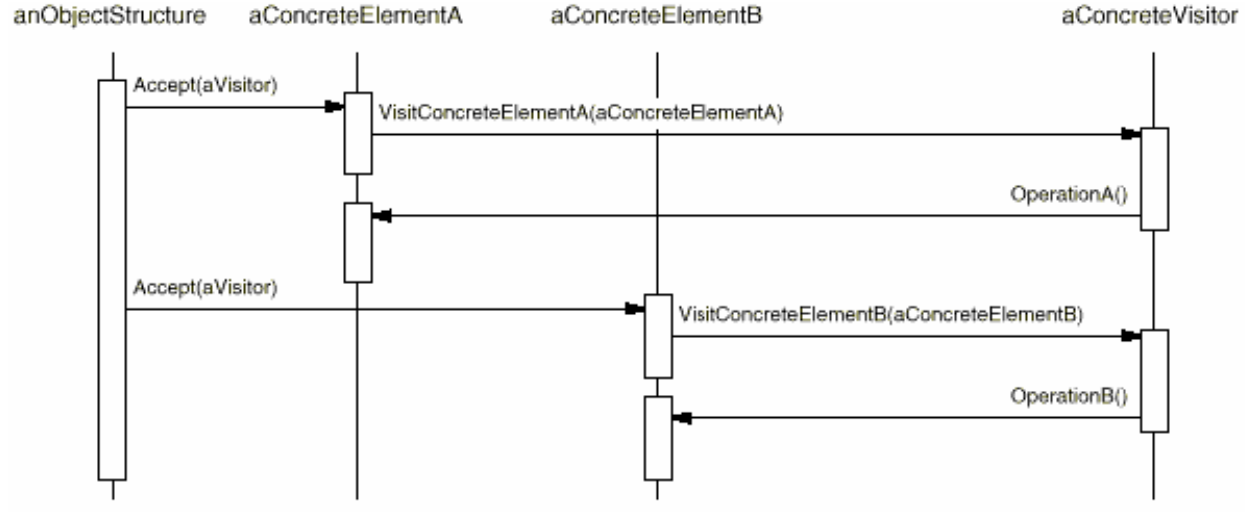 anObjectStructure aConcreteElementA aConcreteElementB aConcreteVisitor
Accept(aVisitor)
VisitConcreteElementA(aConcreteElementA)
OperationA()
Accept(aVisitor)
VisitConcreteElementB(aConcreteElementB)
OperationB()